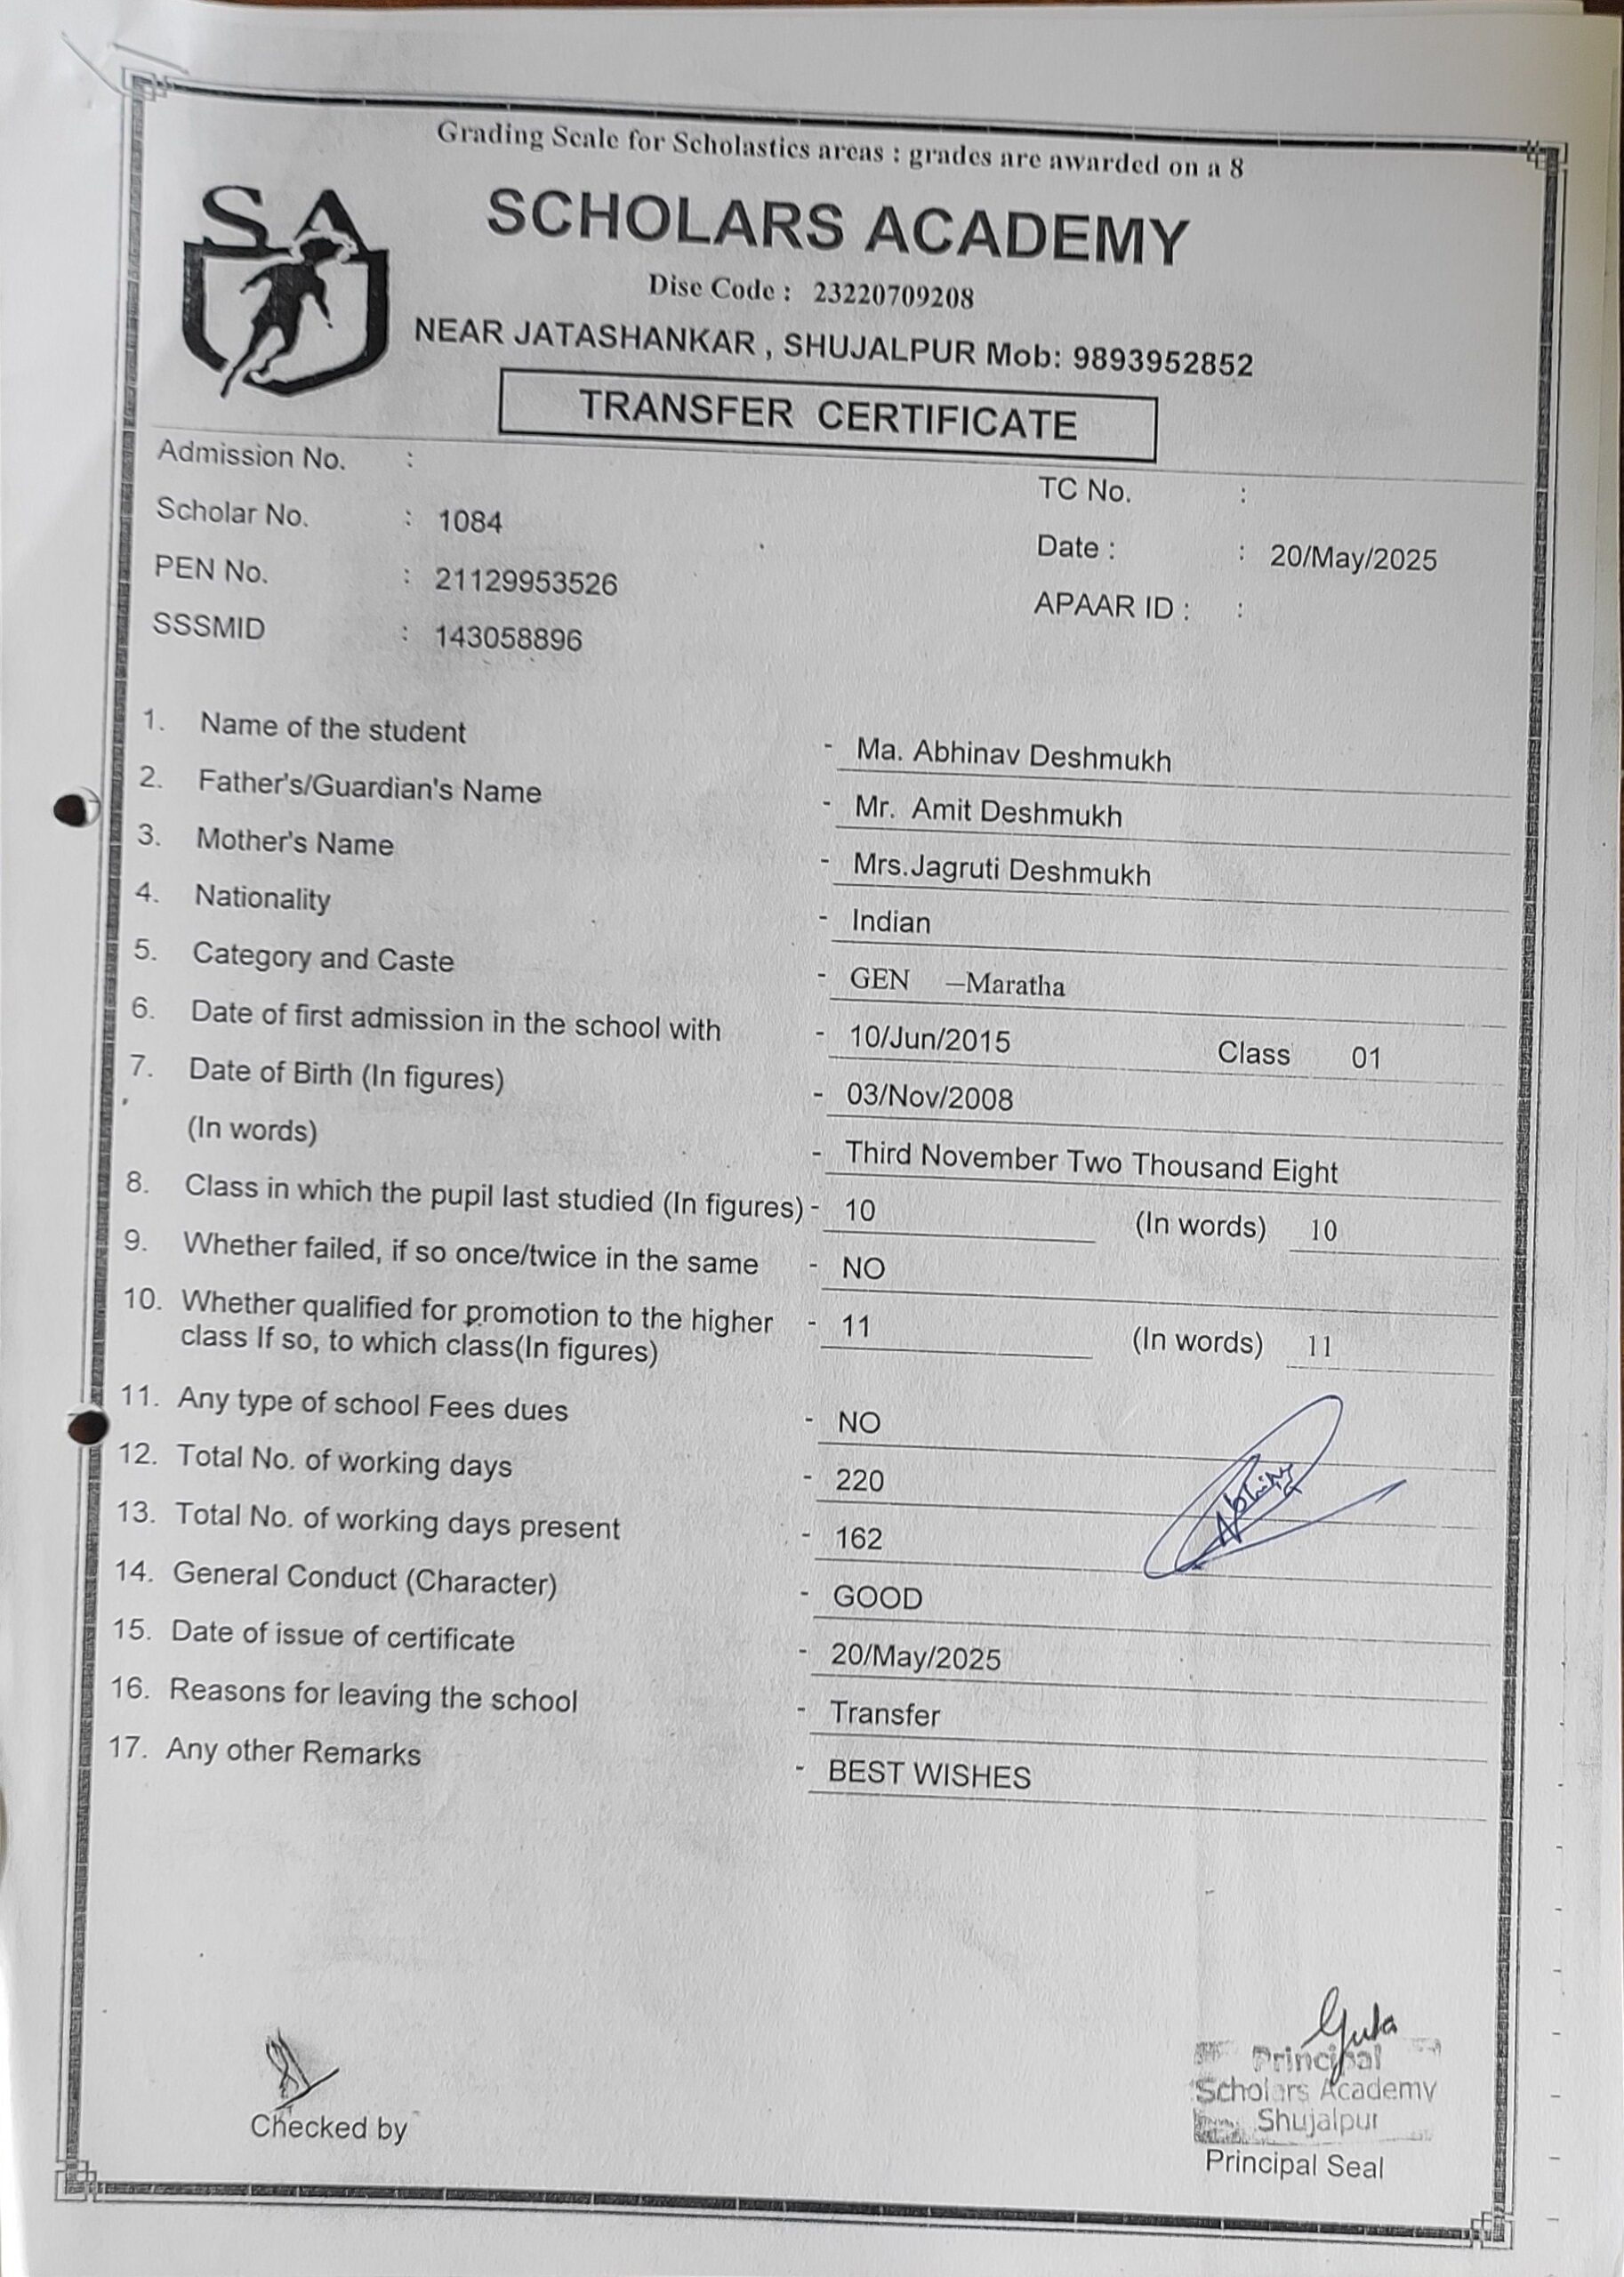 Grading Scale for Scholastics areas : grades are awarded on a 8
SA
SCHOLARS ACADEMY
Dise Code : 23220709208
NEAR JATASHANKAR , SHUJALPUR Mob: 9893952852
TRANSFER CERTIFICATE
Admission No. :
TC No. :
Scholar No. : 1084
Date : : 20/May/2025
PEN No. : 21129953526
APAAR ID : :
SSSMID : 143058896
1. Name of the student - Ma. Abhinav Deshmukh
2. Father's/Guardian's Name - Mr. Amit Deshmukh
3. Mother's Name - Mrs.Jagruti Deshmukh
4. Nationality - Indian
5. Category and Caste - GEN –Maratha
6. Date of first admission in the school with - 10/Jun/2015 Class 01
7. Date of Birth (In figures) - 03/Nov/2008
(In words) - Third November Two Thousand Eight
8. Class in which the pupil last studied (In figures) - 10 (In words) 10
9. Whether failed, if so once/twice in the same - NO
10. Whether qualified for promotion to the higher - 11 (In words) 11
class If so, to which class(In figures)
11. Any type of school Fees dues - NO
12. Total No. of working days - 220
13. Total No. of working days present - 162
14. General Conduct (Character) - GOOD
15. Date of issue of certificate - 20/May/2025
16. Reasons for leaving the school - Transfer
17. Any other Remarks - BEST WISHES
Principal
Scholars Academy
Shujalpur
Checked by
Principal Seal